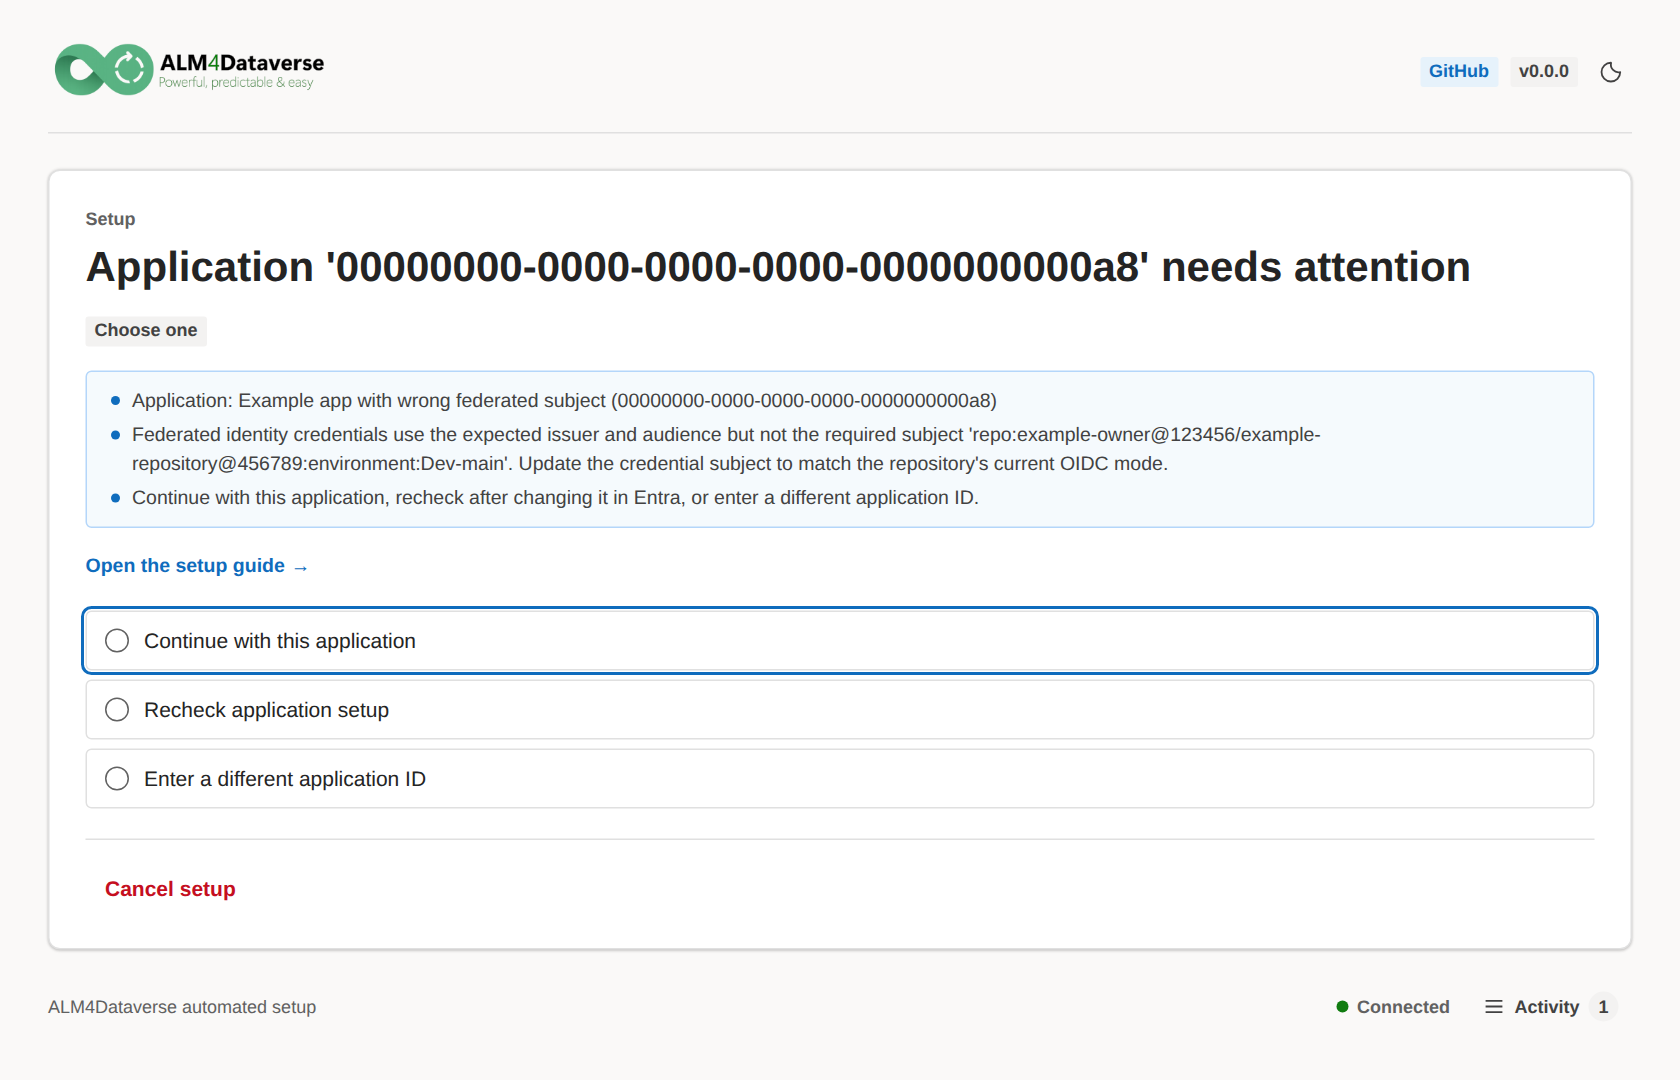 ALM4Dataverse
Powerful, predictable & easy
GitHub
v0.0.0
Setup
Application '00000000-0000-0000-0000-0000000000a8' needs attention
Choose one
Application: Example app with wrong federated subject (00000000-0000-0000-0000-0000000000a8)
Federated identity credentials use the expected issuer and audience but not the required subject 'repo:example-owner@123456/example-
repository@456789:environment:Dev-main'. Update the credential subject to match the repository's current OIDC mode.
Continue with this application, recheck after changing it in Entra, or enter a different application ID.
Open the setup guide →
Continue with this application
Recheck application setup
Enter a different application ID
Cancel setup
ALM4Dataverse automated setup
Connected
Activity 1